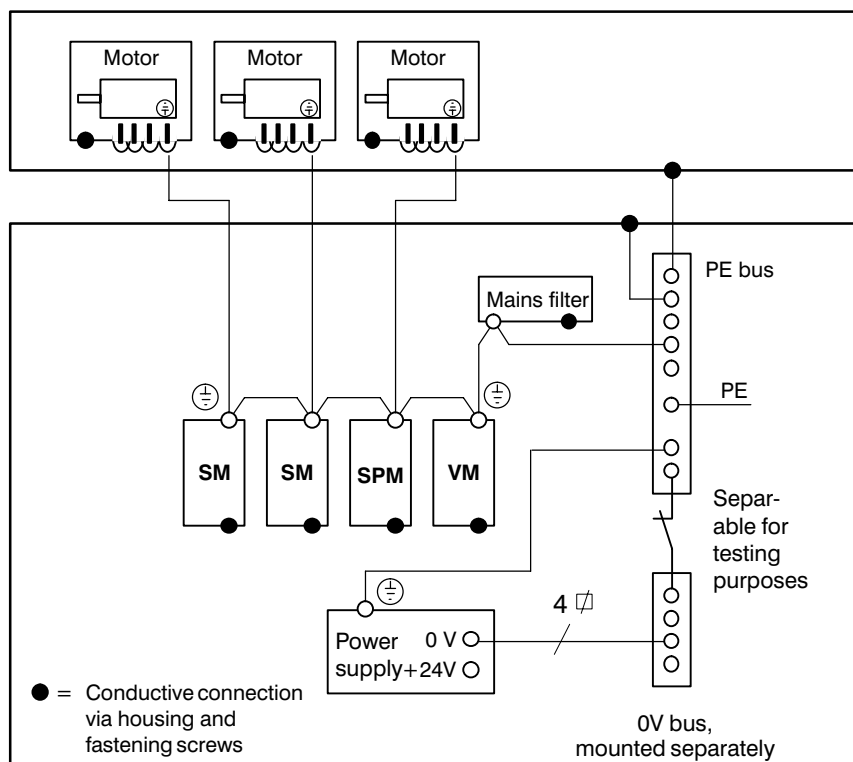 Motor
Motor
Motor
PE bus
Mains filter
PE
SM
SM
SPM
VM
Separ-
able for
testing
purposes
4
Power 0 V
supply +24V
= Conductive connection
via housing and
fastening screws
0V bus,
mounted separately